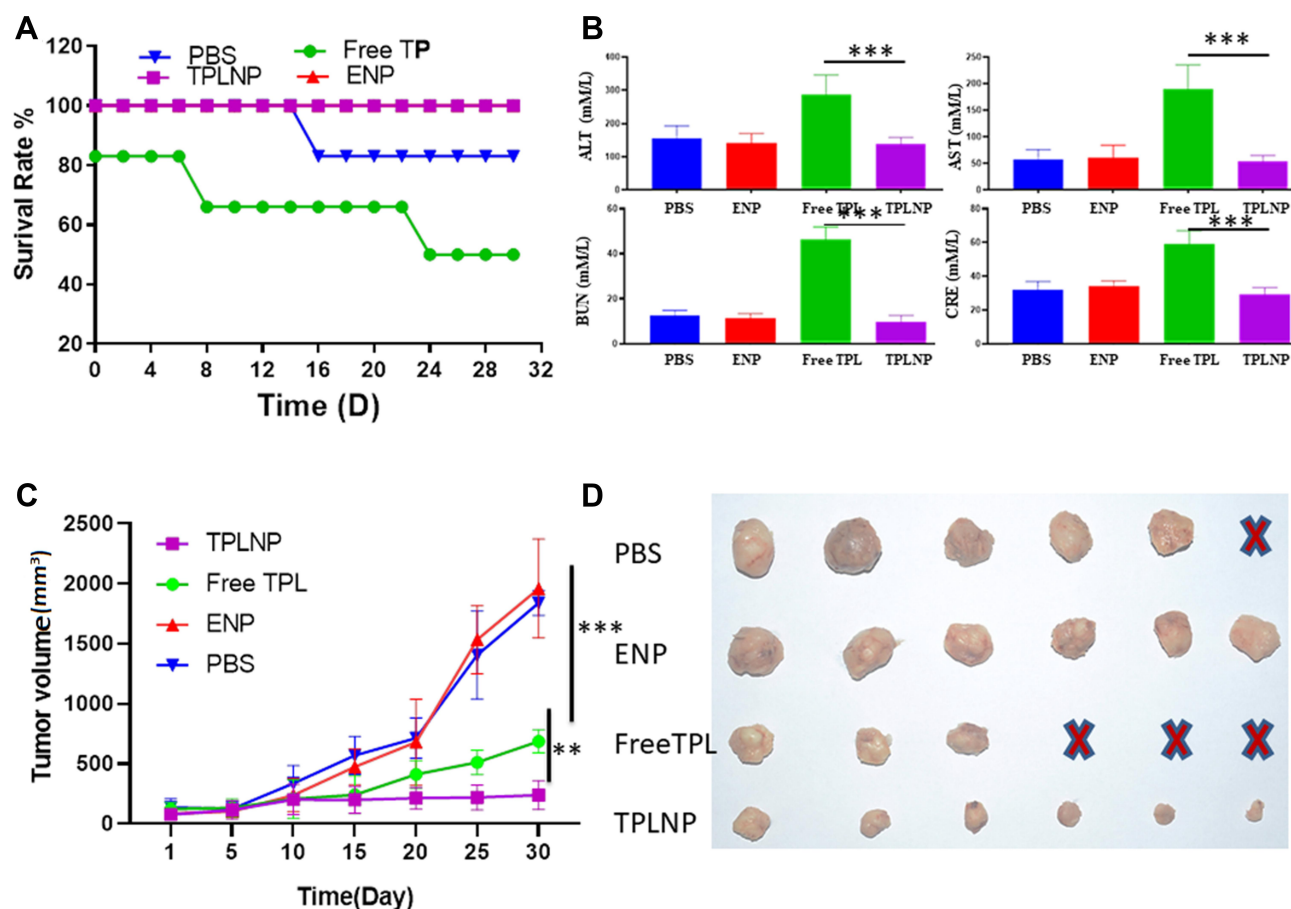 A
120
100
80
60
40
20
Surival Rate %
PBS
TPLNP
Free TP
ENP
0 4 8 12 16 20 24 28 32
Time (D)
B
400
300
200
100
0
ALT (mM/L)
***
PBS ENP Free TPL TPLNP
250
200
150
100
50
0
AST (mM/L)
***
PBS ENP Free TPL TPLNP
60
40
20
0
BUN (mM/L)
***
PBS ENP Free TPL TPLNP
80
60
40
20
0
CRE (mM/L)
***
PBS ENP Free TPL TPLNP
C
2500
2000
1500
1000
500
0
Tumor volume(mm³)
TPLNP
Free TPL
ENP
PBS
***
**
1 5 10 15 20 25 30
Time(Day)
D
PBS
X
ENP
FreeTPL
X X X
TPLNP